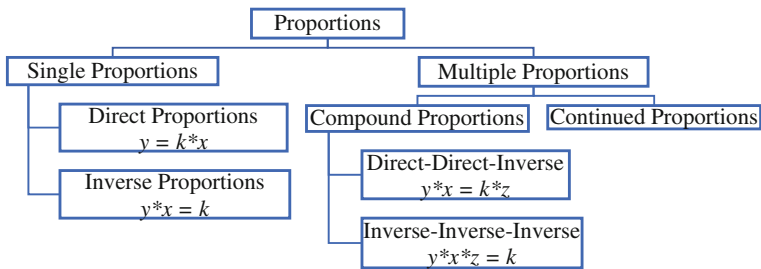 Proportions
Single Proportions
Direct Proportions
y = k*x
Inverse Proportions
y*x = k
Multiple Proportions
Compound Proportions
Direct-Direct-Inverse
y*x = k*z
Inverse-Inverse-Inverse
y*x*z = k
Continued Proportions